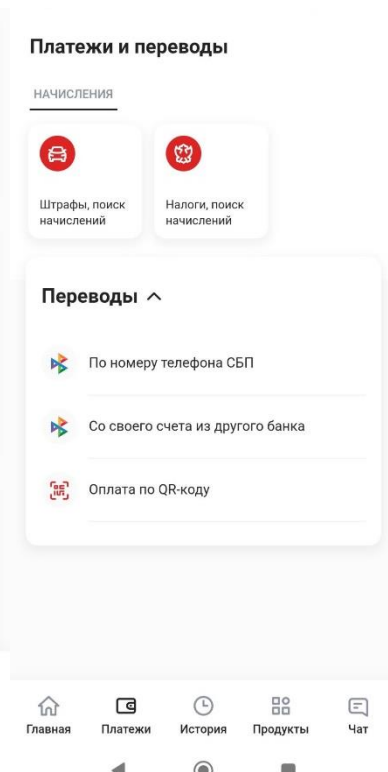 Платежи и переводы
НАЧИСЛЕНИЯ
Штрафы, поиск
начислений
Налоги, поиск
начислений
Переводы
По номеру телефона СБП
Со своего счета из другого банка
Оплата по QR-коду
Главная
Платежи
История
Продукты
Чат